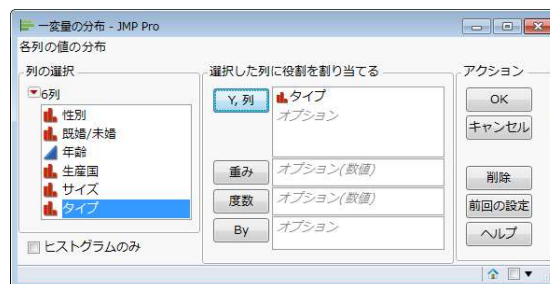 一変量の分布 - JMP Pro
各列の値の分布
列の選択
6列
性別
既婚/未婚
年齢
生産国
サイズ
タイプ
ヒストグラムのみ
選択した列に役割を割り当てる
Y, 列
タイプ
オプション
重み
オプション(数値)
度数
オプション(数値)
By
オプション
アクション
OK
キャンセル
削除
前回の設定
ヘルプ